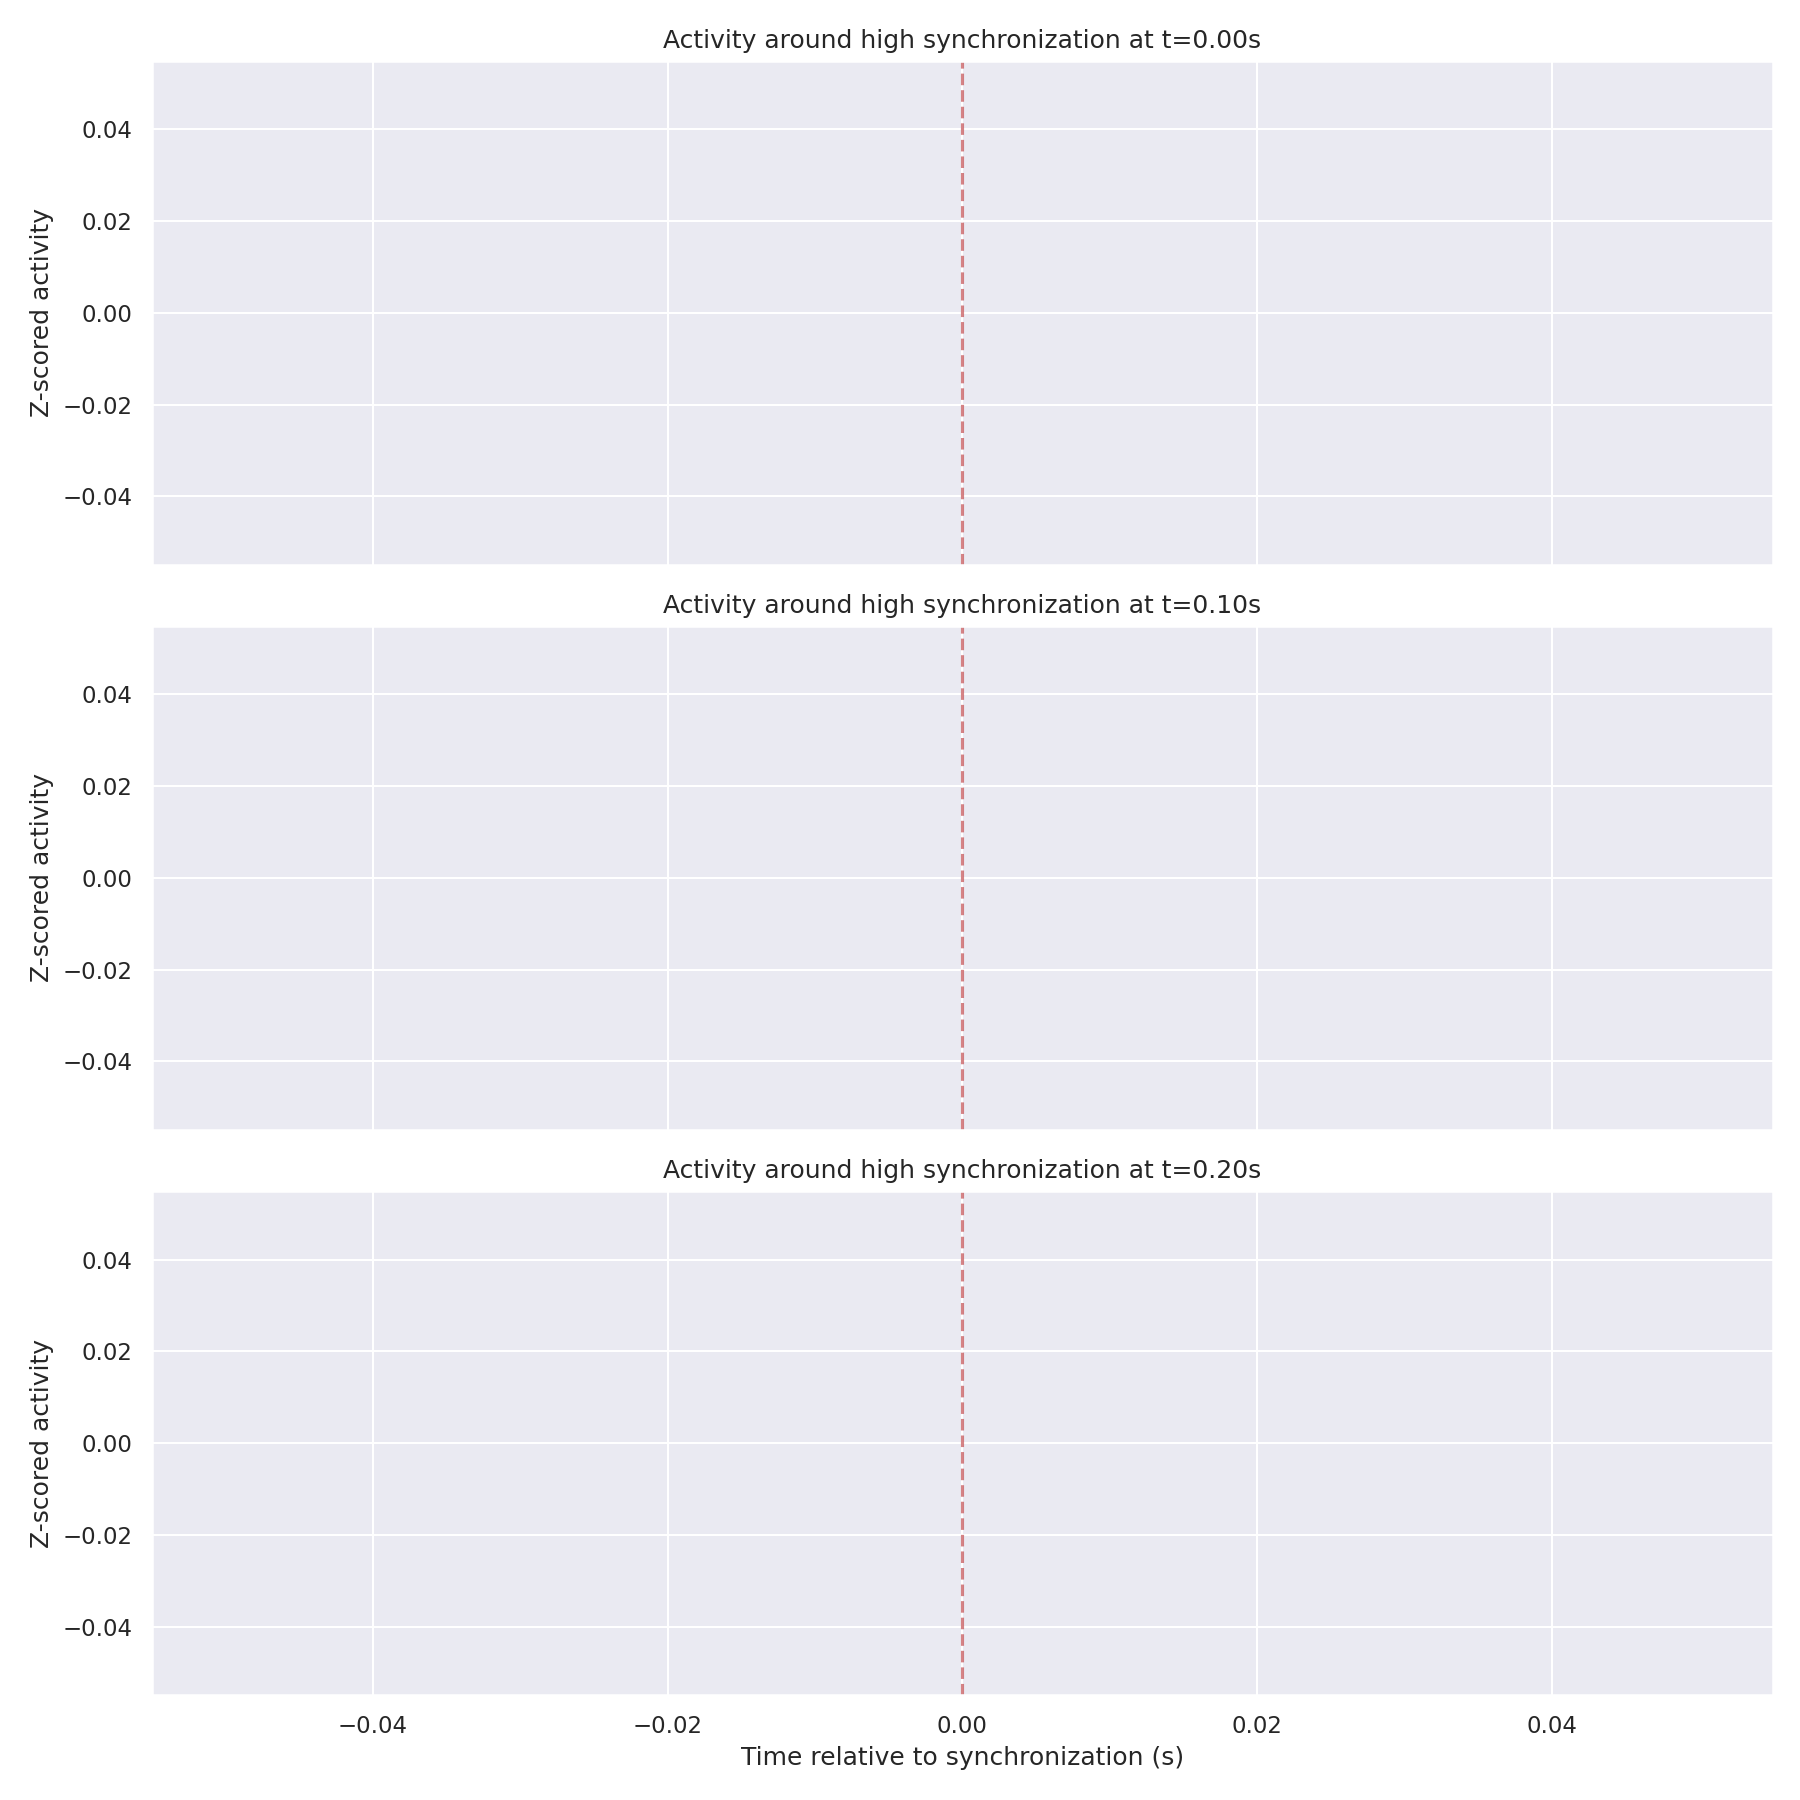 Activity around high synchronization at t=0.00s
0.04
0.02
0.00
−0.02
−0.04
Z-scored activity
Activity around high synchronization at t=0.10s
0.04
0.02
0.00
−0.02
−0.04
Z-scored activity
Activity around high synchronization at t=0.20s
0.04
0.02
0.00
−0.02
−0.04
Z-scored activity
−0.04 −0.02 0.00 0.02 0.04
Time relative to synchronization (s)